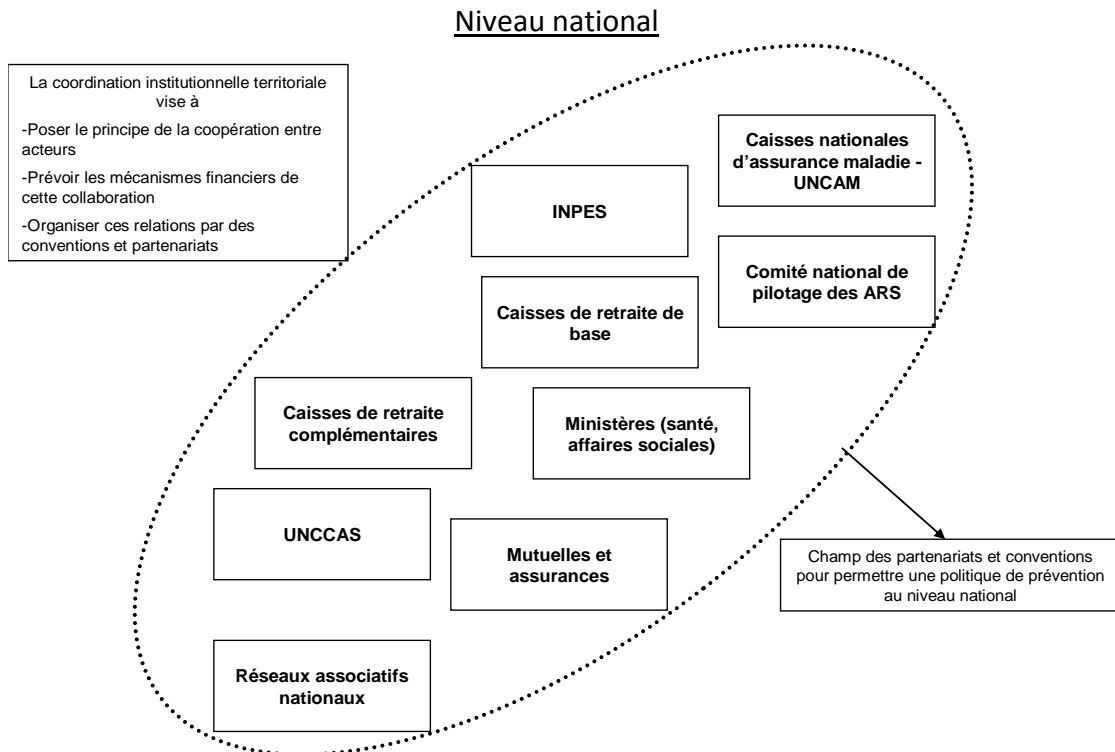 Niveau national
La coordination institutionnelle territoriale
vise à
-Poser le principe de la coopération entre
acteurs
-Prévoir les mécanismes financiers de
cette collaboration
-Organiser ces relations par des
conventions et partenariats
Caisses nationales
d’assurance maladie -
UNCAM
INPES
Comité national de
pilotage des ARS
Caisses de retraite de
base
Caisses de retraite
complémentaires
Ministères (santé,
affaires sociales)
UNCCAS
Mutuelles et
assurances
Champ des partenariats et conventions
pour permettre une politique de prévention
au niveau national
Réseaux associatifs
nationaux